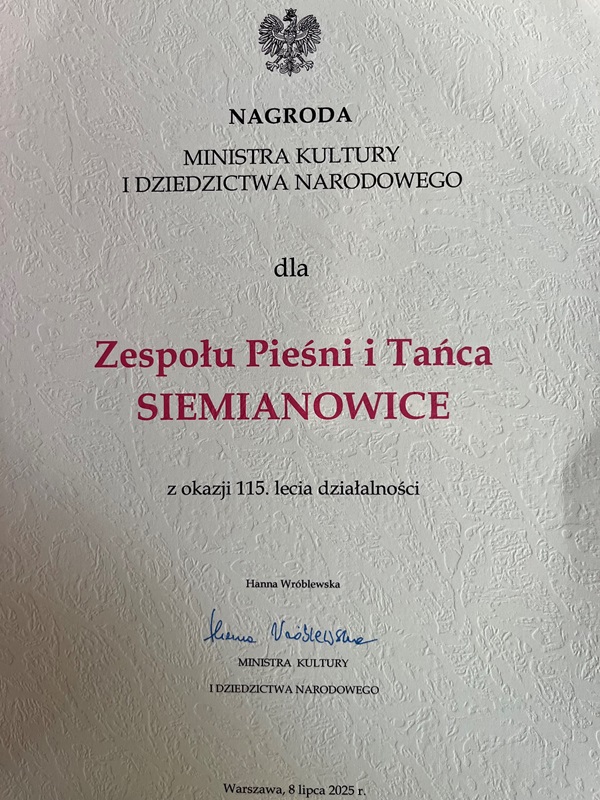 NAGRODA
MINISTRA KULTURY
I DZIEDZICTWA NARODOWEGO
dla
Zespołu Pieśni i Tańca
SIEMIANOWICE
z okazji 115. lecia działalności
Hanna Wróblewska
Hanna Wróblewska
MINISTRA KULTURY
I DZIEDZICTWA NARODOWEGO
Warszawa, 8 lipca 2025 r.